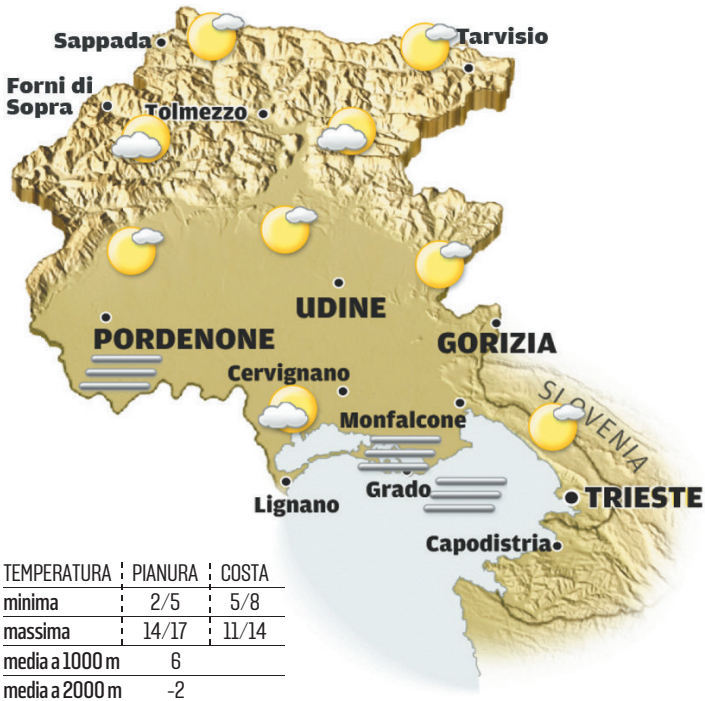 Sappada
Tarvisio
Forni di
Sopra
Tolmezzo
UDINE
PORDENONE
GORIZIA
Cervignano
SLOVENIA
Monfalcone
Grado
Lignano
TRIESTE
Capodistria
TEMPERATURA PIANURA COSTA
minima 2/5 5/8
massima 14/17 11/14
media a 1000 m 6
media a 2000 m -2